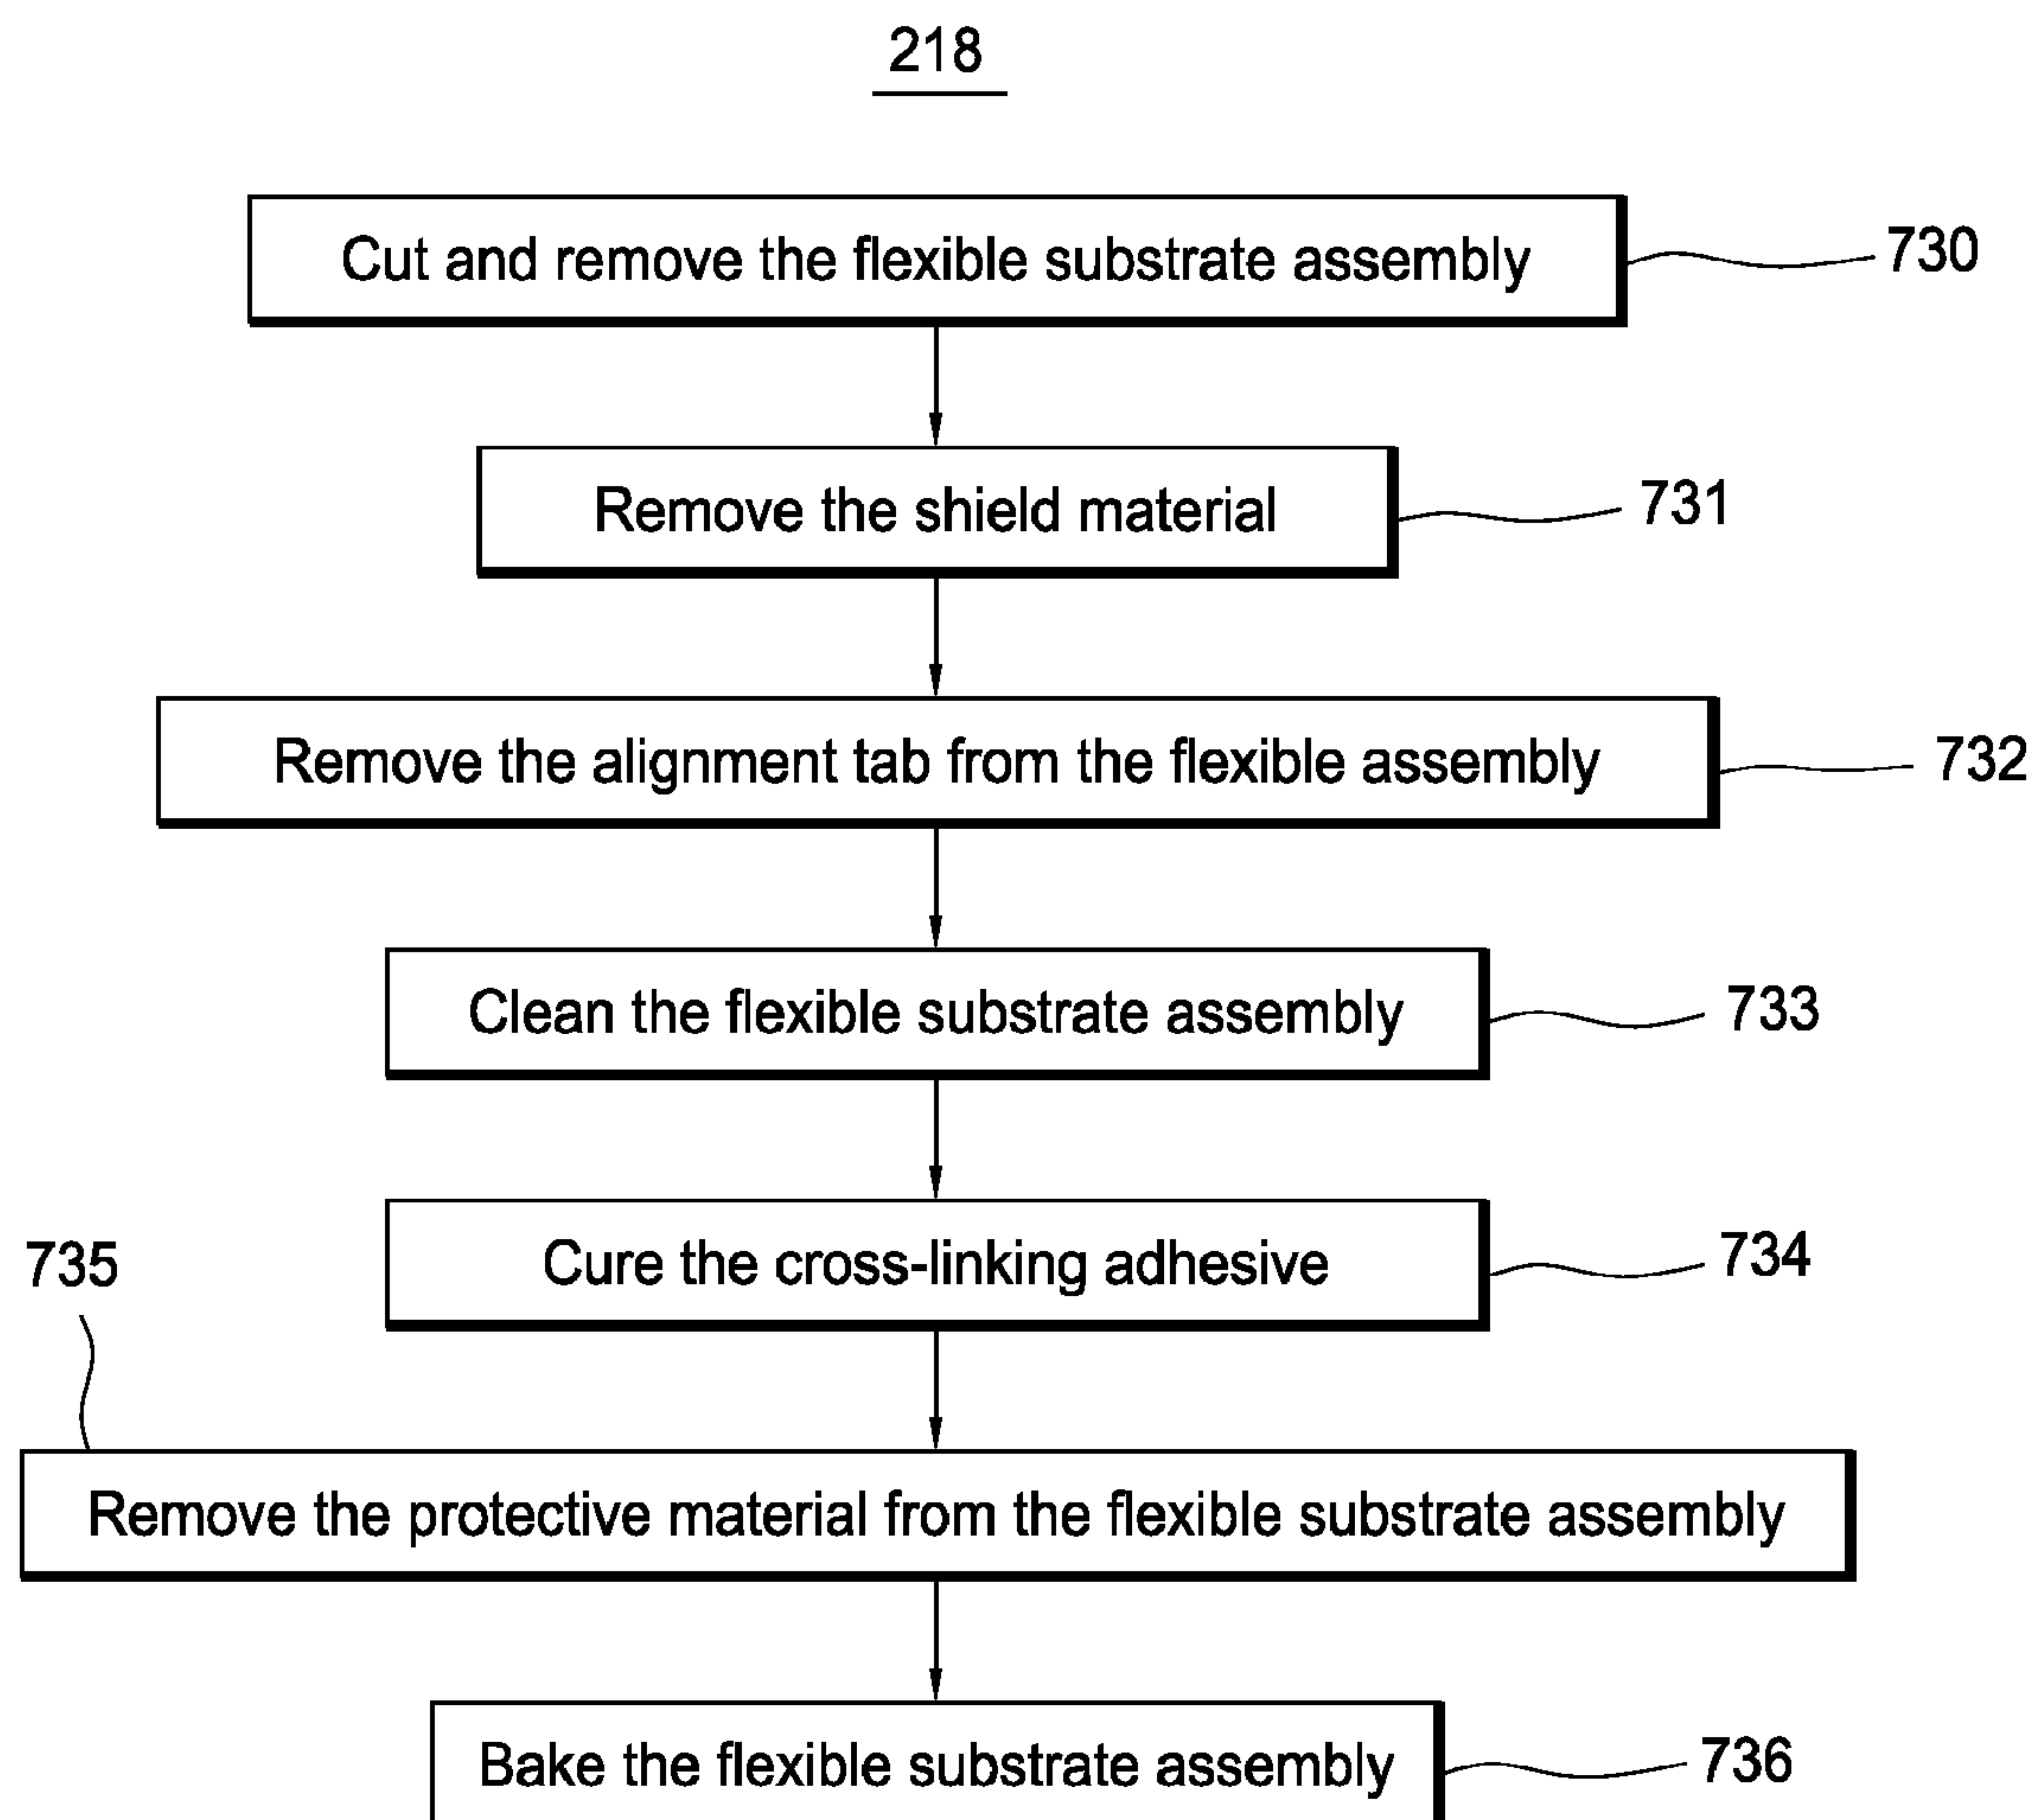 218
Cut and remove the flexible substrate assembly
730
Remove the shield material
731
Remove the alignment tab from the flexible assembly
732
Clean the flexible substrate assembly
733
Cure the cross-linking adhesive
734
735
Remove the protective material from the flexible substrate assembly
Bake the flexible substrate assembly
736